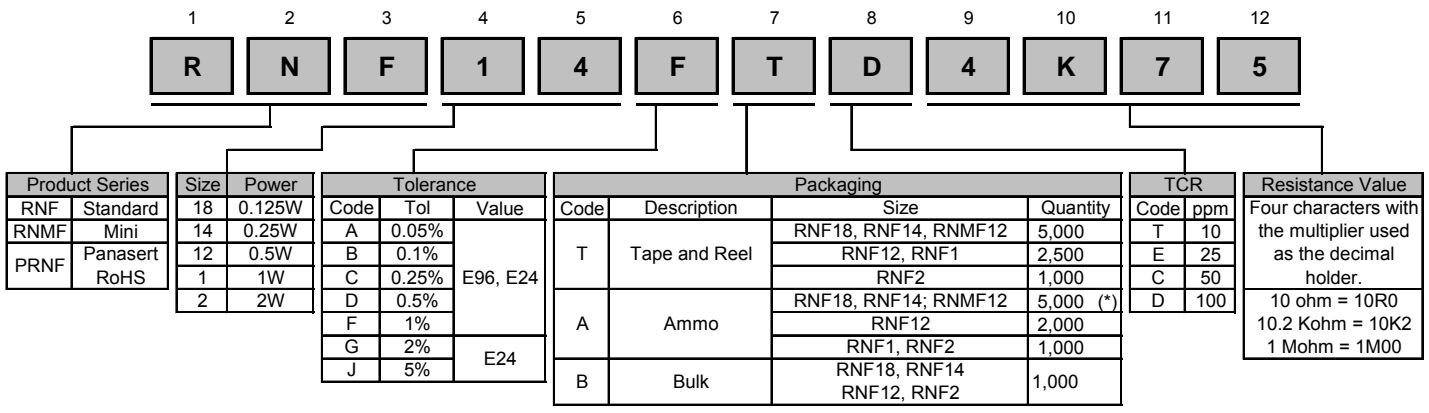 1 2 3 4 5 6 7 8 9 10 11 12
R N F 1 4 F T D 4 K 7 5
Product Series
RNF Standard
RNMF Mini
PRNF Panasert
RoHS
Size Power
18 0.125W
14 0.25W
12 0.5W
1 1W
2 2W
Tolerance
Code Tol Value
A 0.05%
B 0.1%
C 0.25% E96, E24
D 0.5%
F 1%
G 2% E24
J 5%
Packaging
Code Description Size Quantity
T Tape and Reel
RNF18, RNF14, RNMF12 5,000
RNF12, RNF1 2,500
RNF2 1,000
A Ammo
RNF18, RNF14; RNMF12 5,000 (*)
RNF12 2,000
RNF1, RNF2 1,000
B Bulk
RNF18, RNF14
RNF12, RNF2
1,000
TCR
Code ppm
T 10
E 25
C 50
D 100
Resistance Value
Four characters with
the multiplier used
as the decimal
holder.
10 ohm = 10R0
10.2 Kohm = 10K2
1 Mohm = 1M00